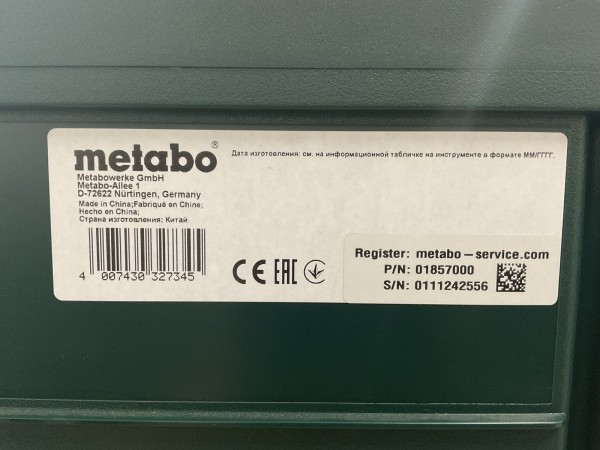 metabo®
Дата изготовления: см. на информационной табличке на инструменте в формате ММ/ГГГГ.
Metabowerke GmbH
Metabo-Allee 1
D-72622 Nürtingen, Germany
Made in China;Fabriqué en Chine;
Hecho en China;
Страна изготовления: Китай
4 007430 327345
CE EAC
Register: metabo-service.com
P/N: 01857000
S/N: 0111242556